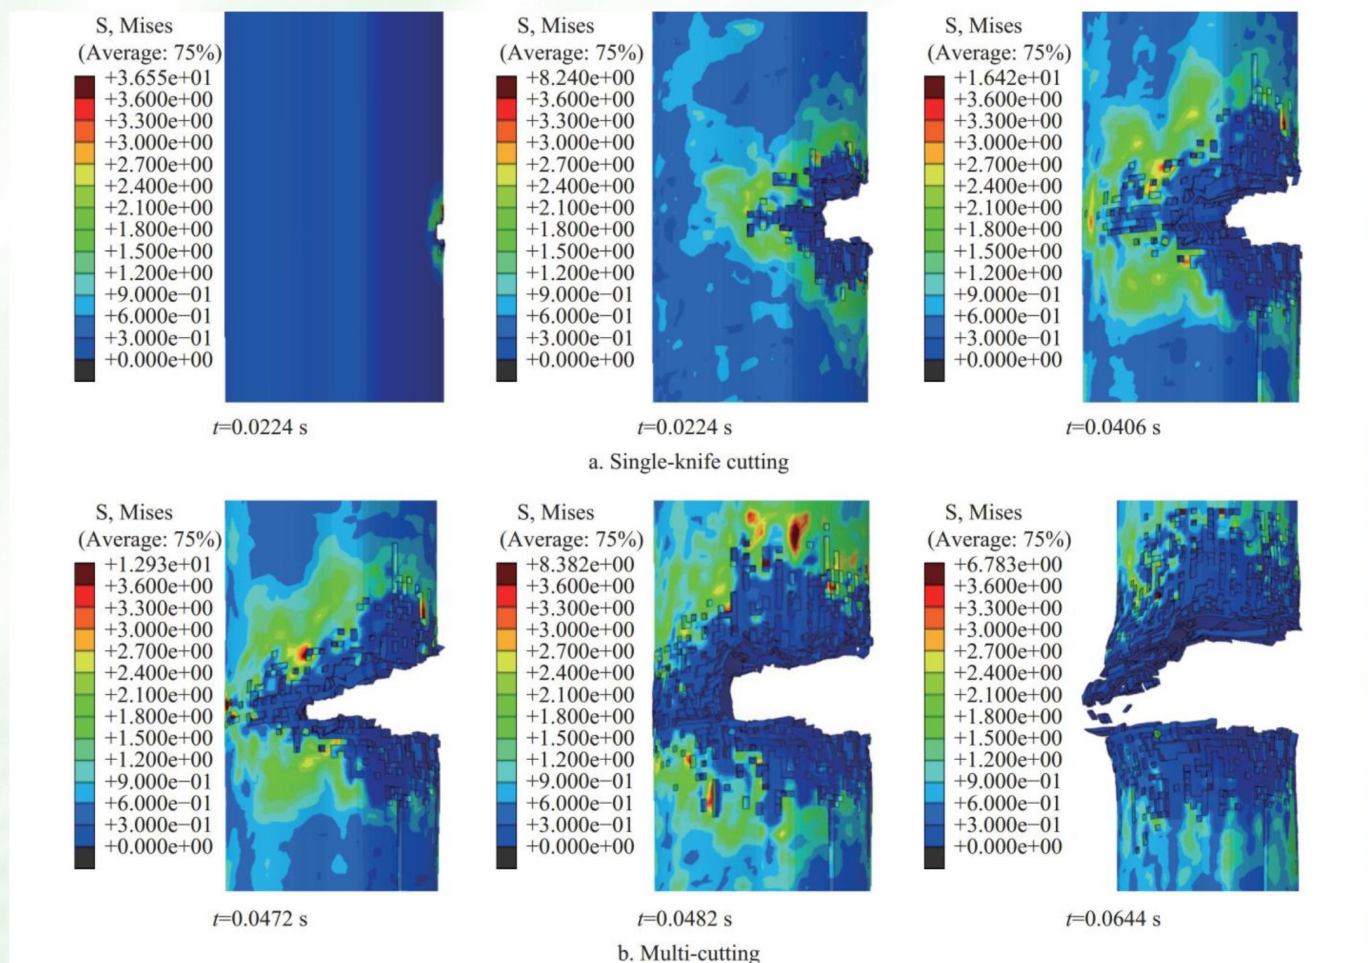 S, Mises
(Average: 75%)
+3.655e+01
+3.600e+00
+3.300e+00
+3.000e+00
+2.700e+00
+2.400e+00
+2.100e+00
+1.800e+00
+1.500e+00
+1.200e+00
+9.000e−01
+6.000e−01
+3.000e−01
+0.000e+00
t=0.0224 s
S, Mises
(Average: 75%)
+8.240e+00
+3.600e+00
+3.300e+00
+3.000e+00
+2.700e+00
+2.400e+00
+2.100e+00
+1.800e+00
+1.500e+00
+1.200e+00
+9.000e−01
+6.000e−01
+3.000e−01
+0.000e+00
t=0.0224 s
S, Mises
(Average: 75%)
+1.642e+01
+3.600e+00
+3.300e+00
+3.000e+00
+2.700e+00
+2.400e+00
+2.100e+00
+1.800e+00
+1.500e+00
+1.200e+00
+9.000e−01
+6.000e−01
+3.000e−01
+0.000e+00
t=0.0406 s
a. Single-knife cutting
S, Mises
(Average: 75%)
+1.293e+01
+3.600e+00
+3.300e+00
+3.000e+00
+2.700e+00
+2.400e+00
+2.100e+00
+1.800e+00
+1.500e+00
+1.200e+00
+9.000e−01
+6.000e−01
+3.000e−01
+0.000e+00
t=0.0472 s
S, Mises
(Average: 75%)
+8.382e+00
+3.600e+00
+3.300e+00
+3.000e+00
+2.700e+00
+2.400e+00
+2.100e+00
+1.800e+00
+1.500e+00
+1.200e+00
+9.000e−01
+6.000e−01
+3.000e−01
+0.000e+00
t=0.0482 s
S, Mises
(Average: 75%)
+6.783e+00
+3.600e+00
+3.300e+00
+3.000e+00
+2.700e+00
+2.400e+00
+2.100e+00
+1.800e+00
+1.500e+00
+1.200e+00
+9.000e−01
+6.000e−01
+3.000e−01
+0.000e+00
t=0.0644 s
b. Multi-cutting